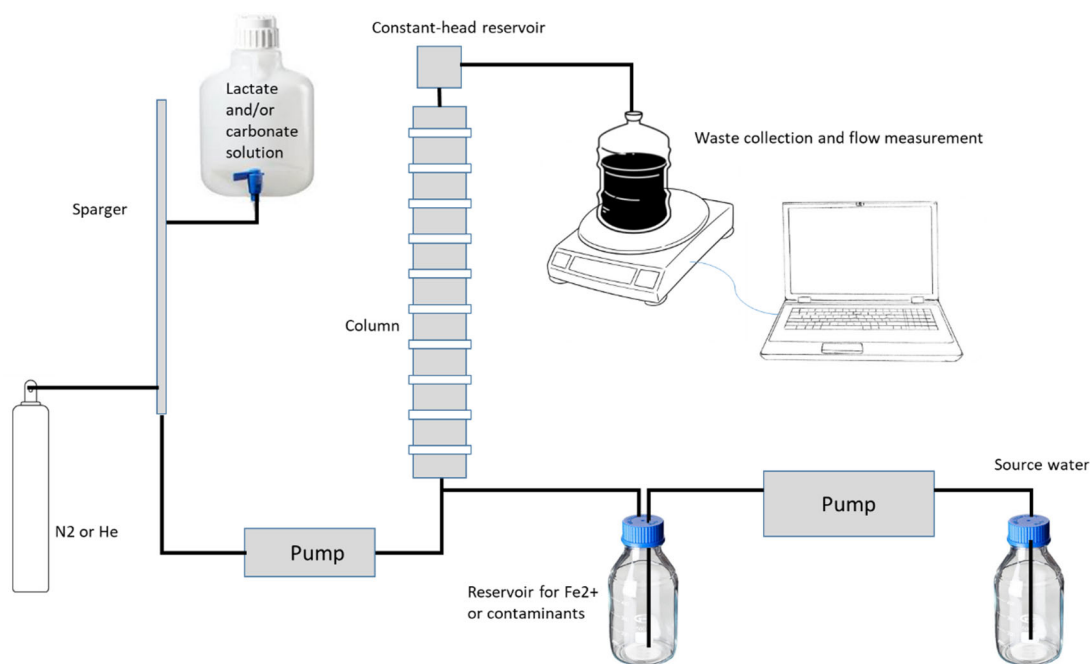 Constant-head reservoir
Lactate
and/or
carbonate
solution
Waste collection and flow measurement
Sparger
Column
N2 or He
Pump
Source water
Pump
Reservoir for Fe2+
or contaminants